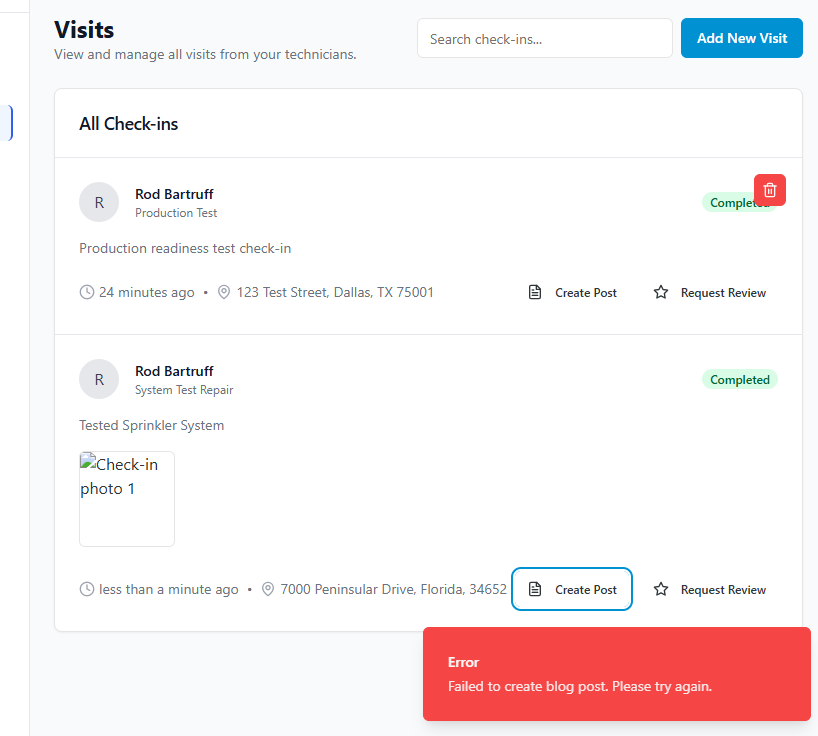 Visits
View and manage all visits from your technicians.
Search check-ins...
Add New Visit
All Check-ins
R
Rod Bartruff
Production Test
Completed
Production readiness test check-in
24 minutes ago • 123 Test Street, Dallas, TX 75001
Create Post
Request Review
R
Rod Bartruff
System Test Repair
Completed
Tested Sprinkler System
Check-in
photo 1
less than a minute ago • 7000 Peninsular Drive, Florida, 34652
Create Post
Request Review
Error
Failed to create blog post. Please try again.